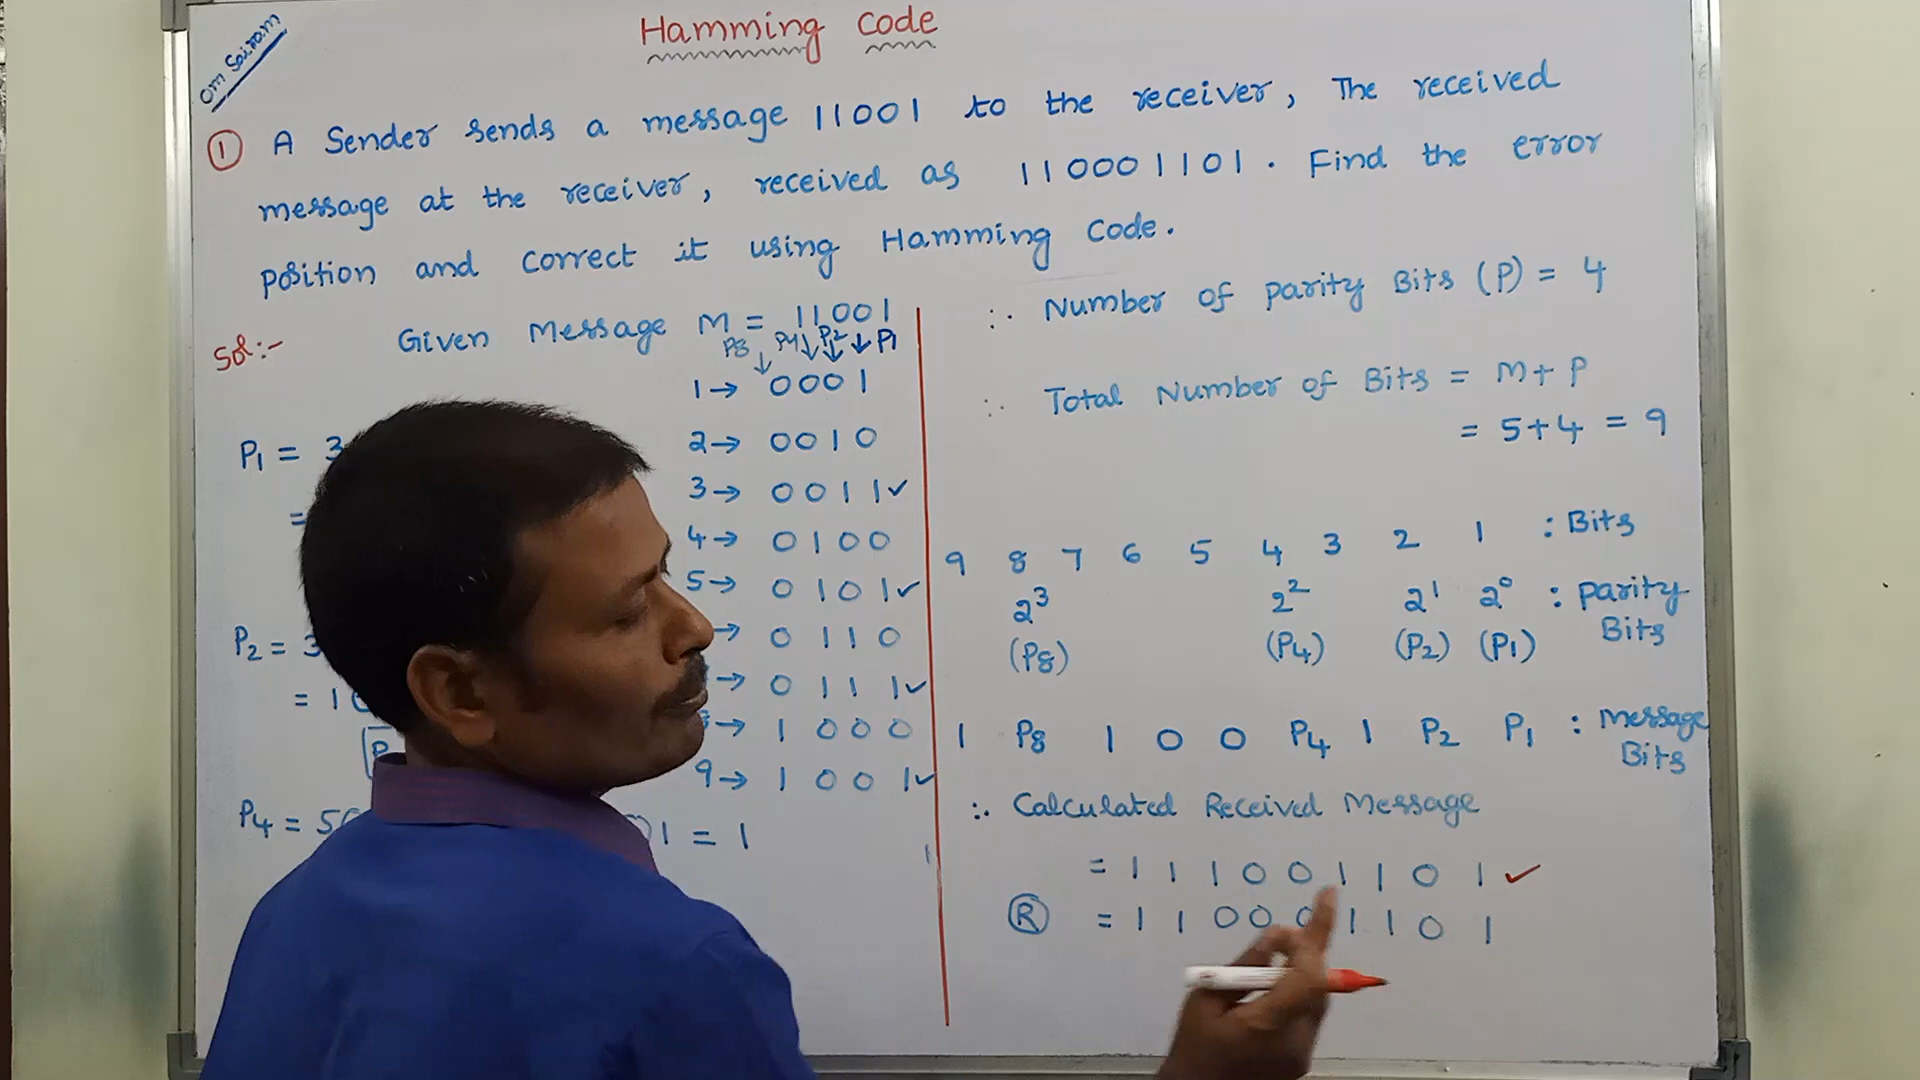 Om Sairam
Hamming Code
① A Sender sends a message 11001 to the receiver, The received
message at the receiver, received as 110001101. Find the error
position and correct it using Hamming Code.
Sol:- Given Message M = 11001
P8 ↓ P4 ↓ P2 ↓ ↓ P1
1 → 0001
2 → 0010
3 → 0011 ✓
4 → 0100
5 → 0101 ✓
→ 0110
→ 0111 ✓
→ 1000
9 → 1001 ✓
P1 = 3
=
P2 = 3
= 1
P4 = 5
1 = 1
∴ Number of parity Bits (P) = 4
∴ Total Number of Bits = M + P
= 5+4 = 9
9 8 7 6 5 4 3 2 1 : Bits
2³ 2² 2¹ 2⁰ : parity
(P8) (P4) (P2) (P1) Bits
1 P8 1 0 0 P4 1 P2 P1 : Message
Bits
∴ Calculated Received Message
= 1 1 1 0 0 1 1 0 1 ✓
Ⓡ = 1 1 0 0 0 1 1 0 1